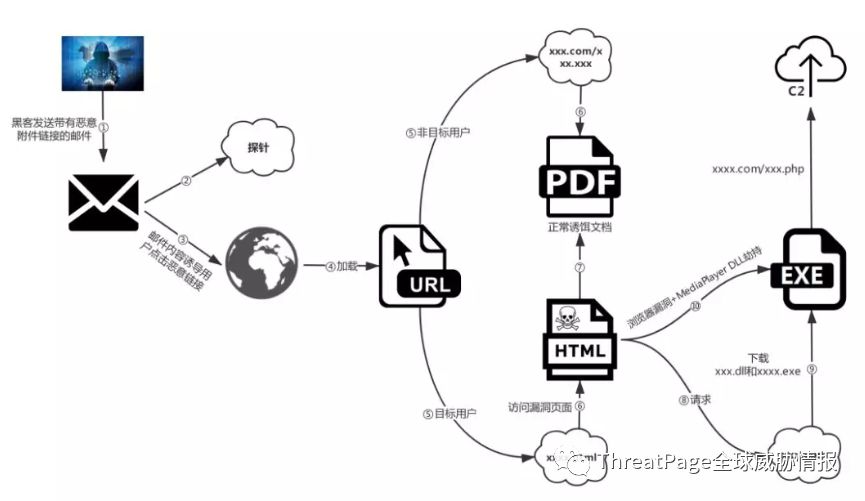 黑客发送带有恶意
附件链接的邮件
①
探针
②
③
邮件内容诱导用
户点击恶意链接
④加载
URL
⑤非目标用户
xxx.com/x
xx.xxx
⑥
PDF
正常诱饵文档
⑦
HTML
⑤目标用户
访问漏洞页面
⑥
⑧请求
下载
xxx.dll和xxxx.exe
⑨
浏览器漏洞+MediaPlayer DLL劫持
⑩
EXE
xxxx.com/xxx.php
C2
ThreatPage全球威胁情报